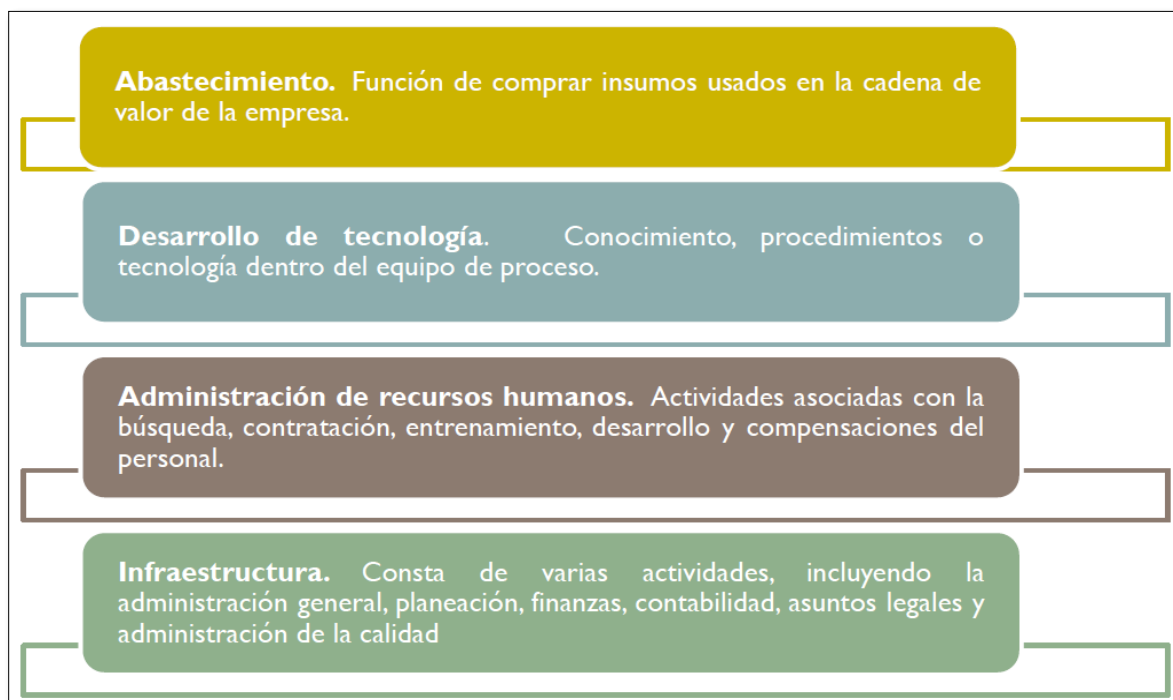 Abastecimiento. Función de comprar insumos usados en la cadena de
valor de la empresa.
Desarrollo de tecnología. Conocimiento, procedimientos o
tecnología dentro del equipo de proceso.
Administración de recursos humanos. Actividades asociadas con la
búsqueda, contratación, entrenamiento, desarrollo y compensaciones del
personal.
Infraestructura. Consta de varias actividades, incluyendo la
administración general, planeación, finanzas, contabilidad, asuntos legales y
administración de la calidad